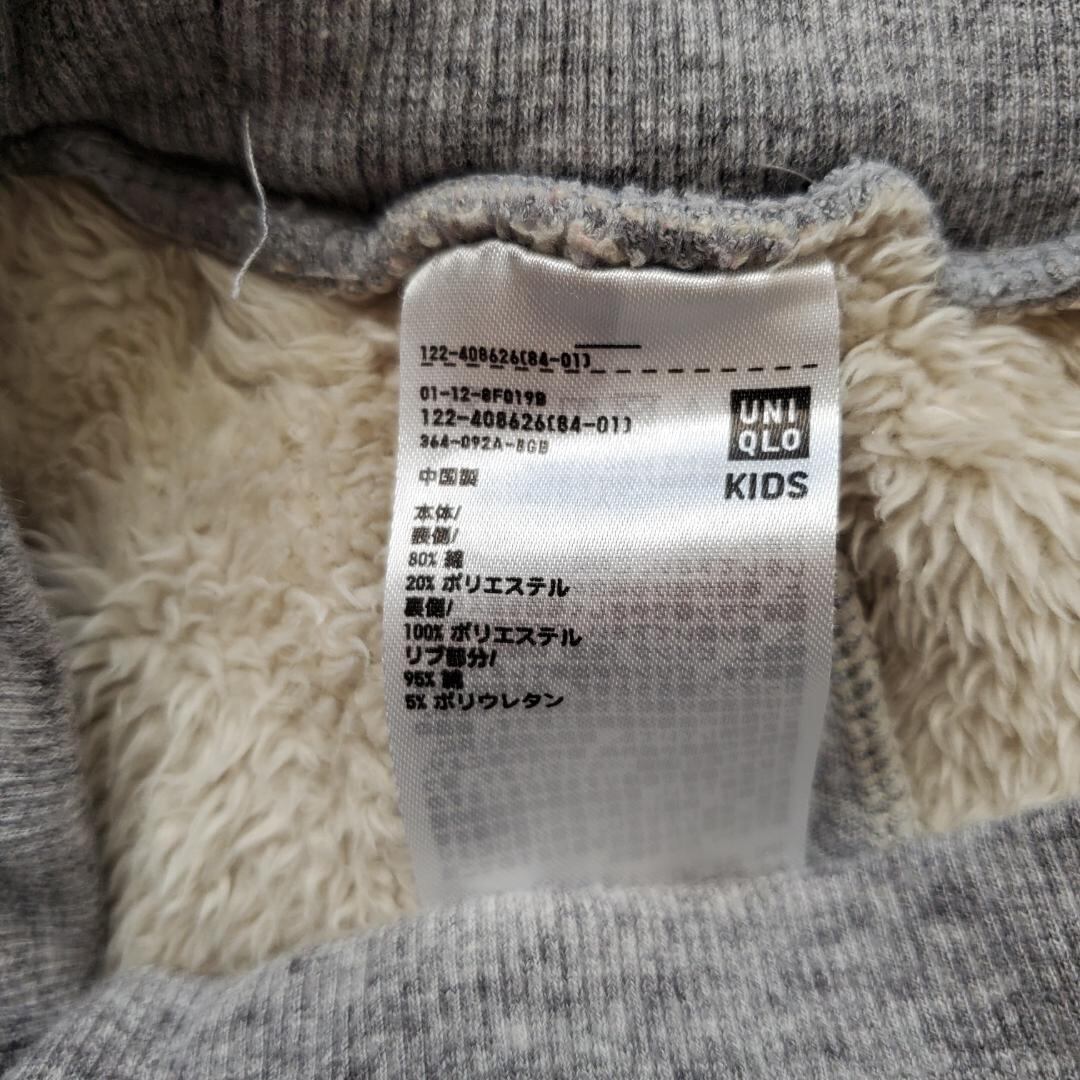 122-408626(84-01)
01-12-8F019B
122-408626(84-01)
364-092A-8GB
UNI
QLO
KIDS
中国製
本体/
表側/
80% 綿
20% ポリエステル
裏側/
100% ポリエステル
リブ部分/
95% 綿
5% ポリウレタン